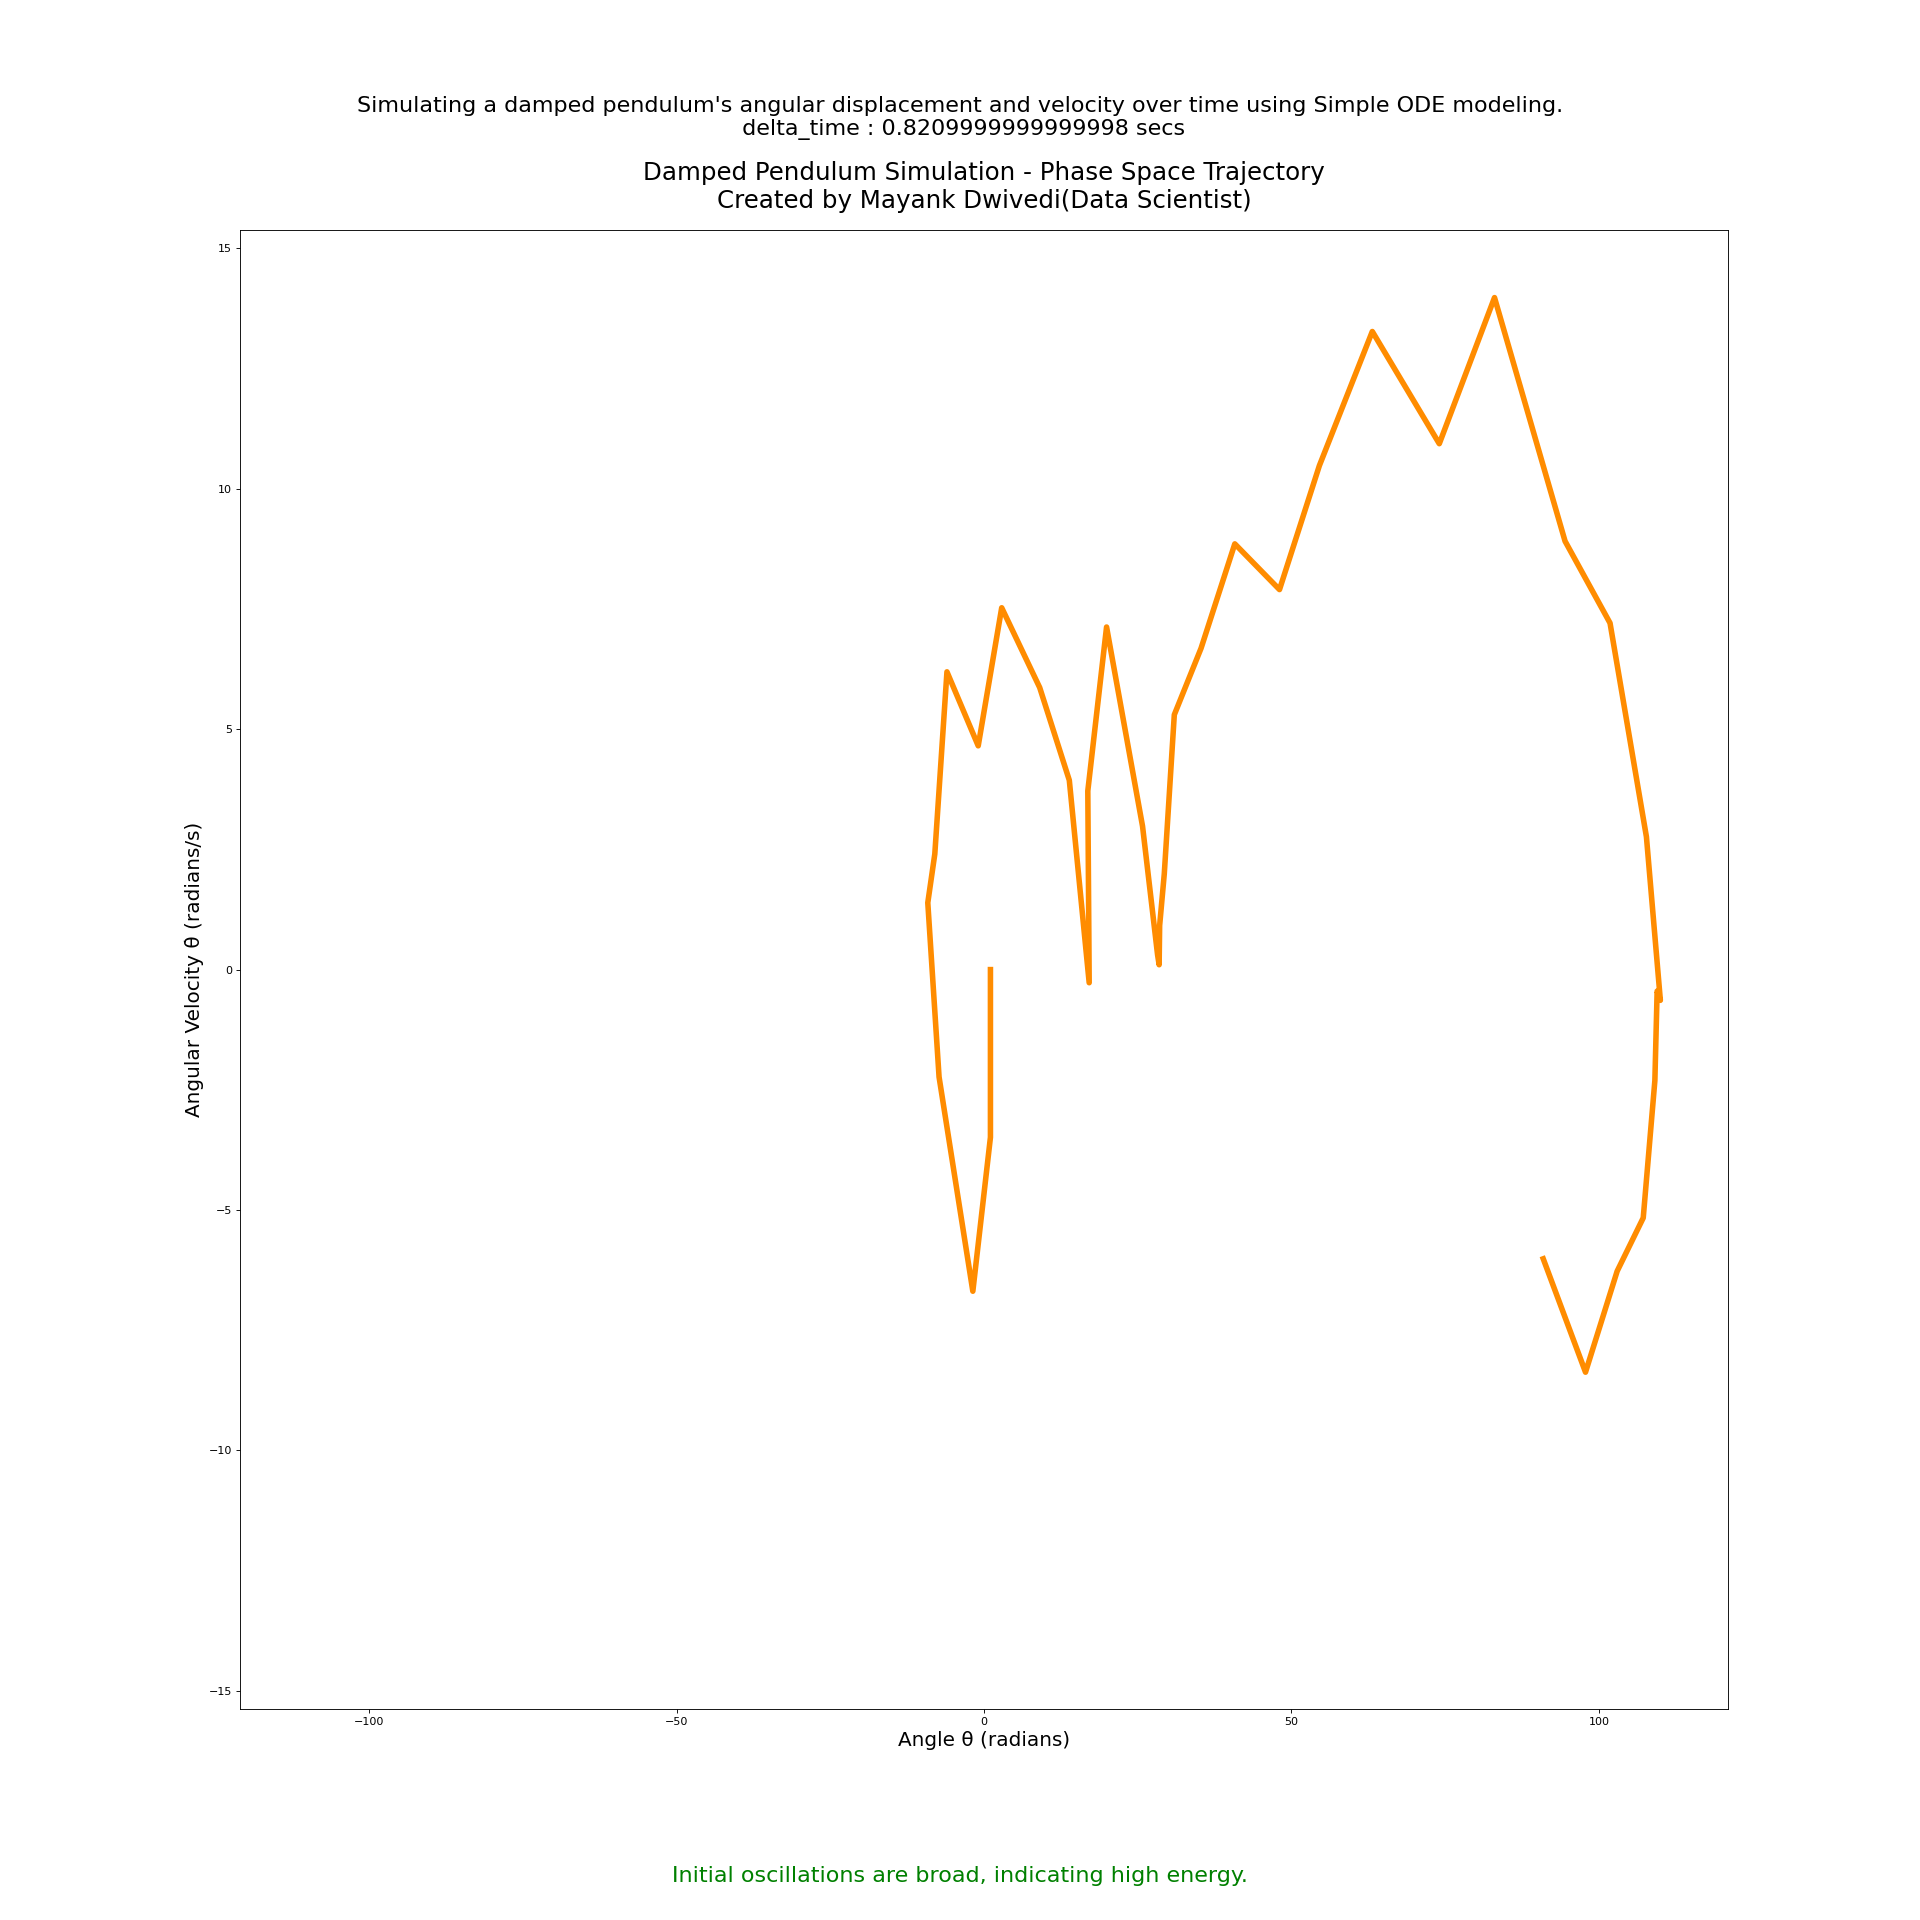 Simulating a damped pendulum's angular displacement and velocity over time using Simple ODE modeling.
delta_time : 0.8209999999999998 secs
Damped Pendulum Simulation - Phase Space Trajectory
Created by Mayank Dwivedi(Data Scientist)
15
10
5
0
−5
−10
−15
Angular Velocity θ (radians/s)
−100
−50
0
50
100
Angle θ (radians)
Initial oscillations are broad, indicating high energy.